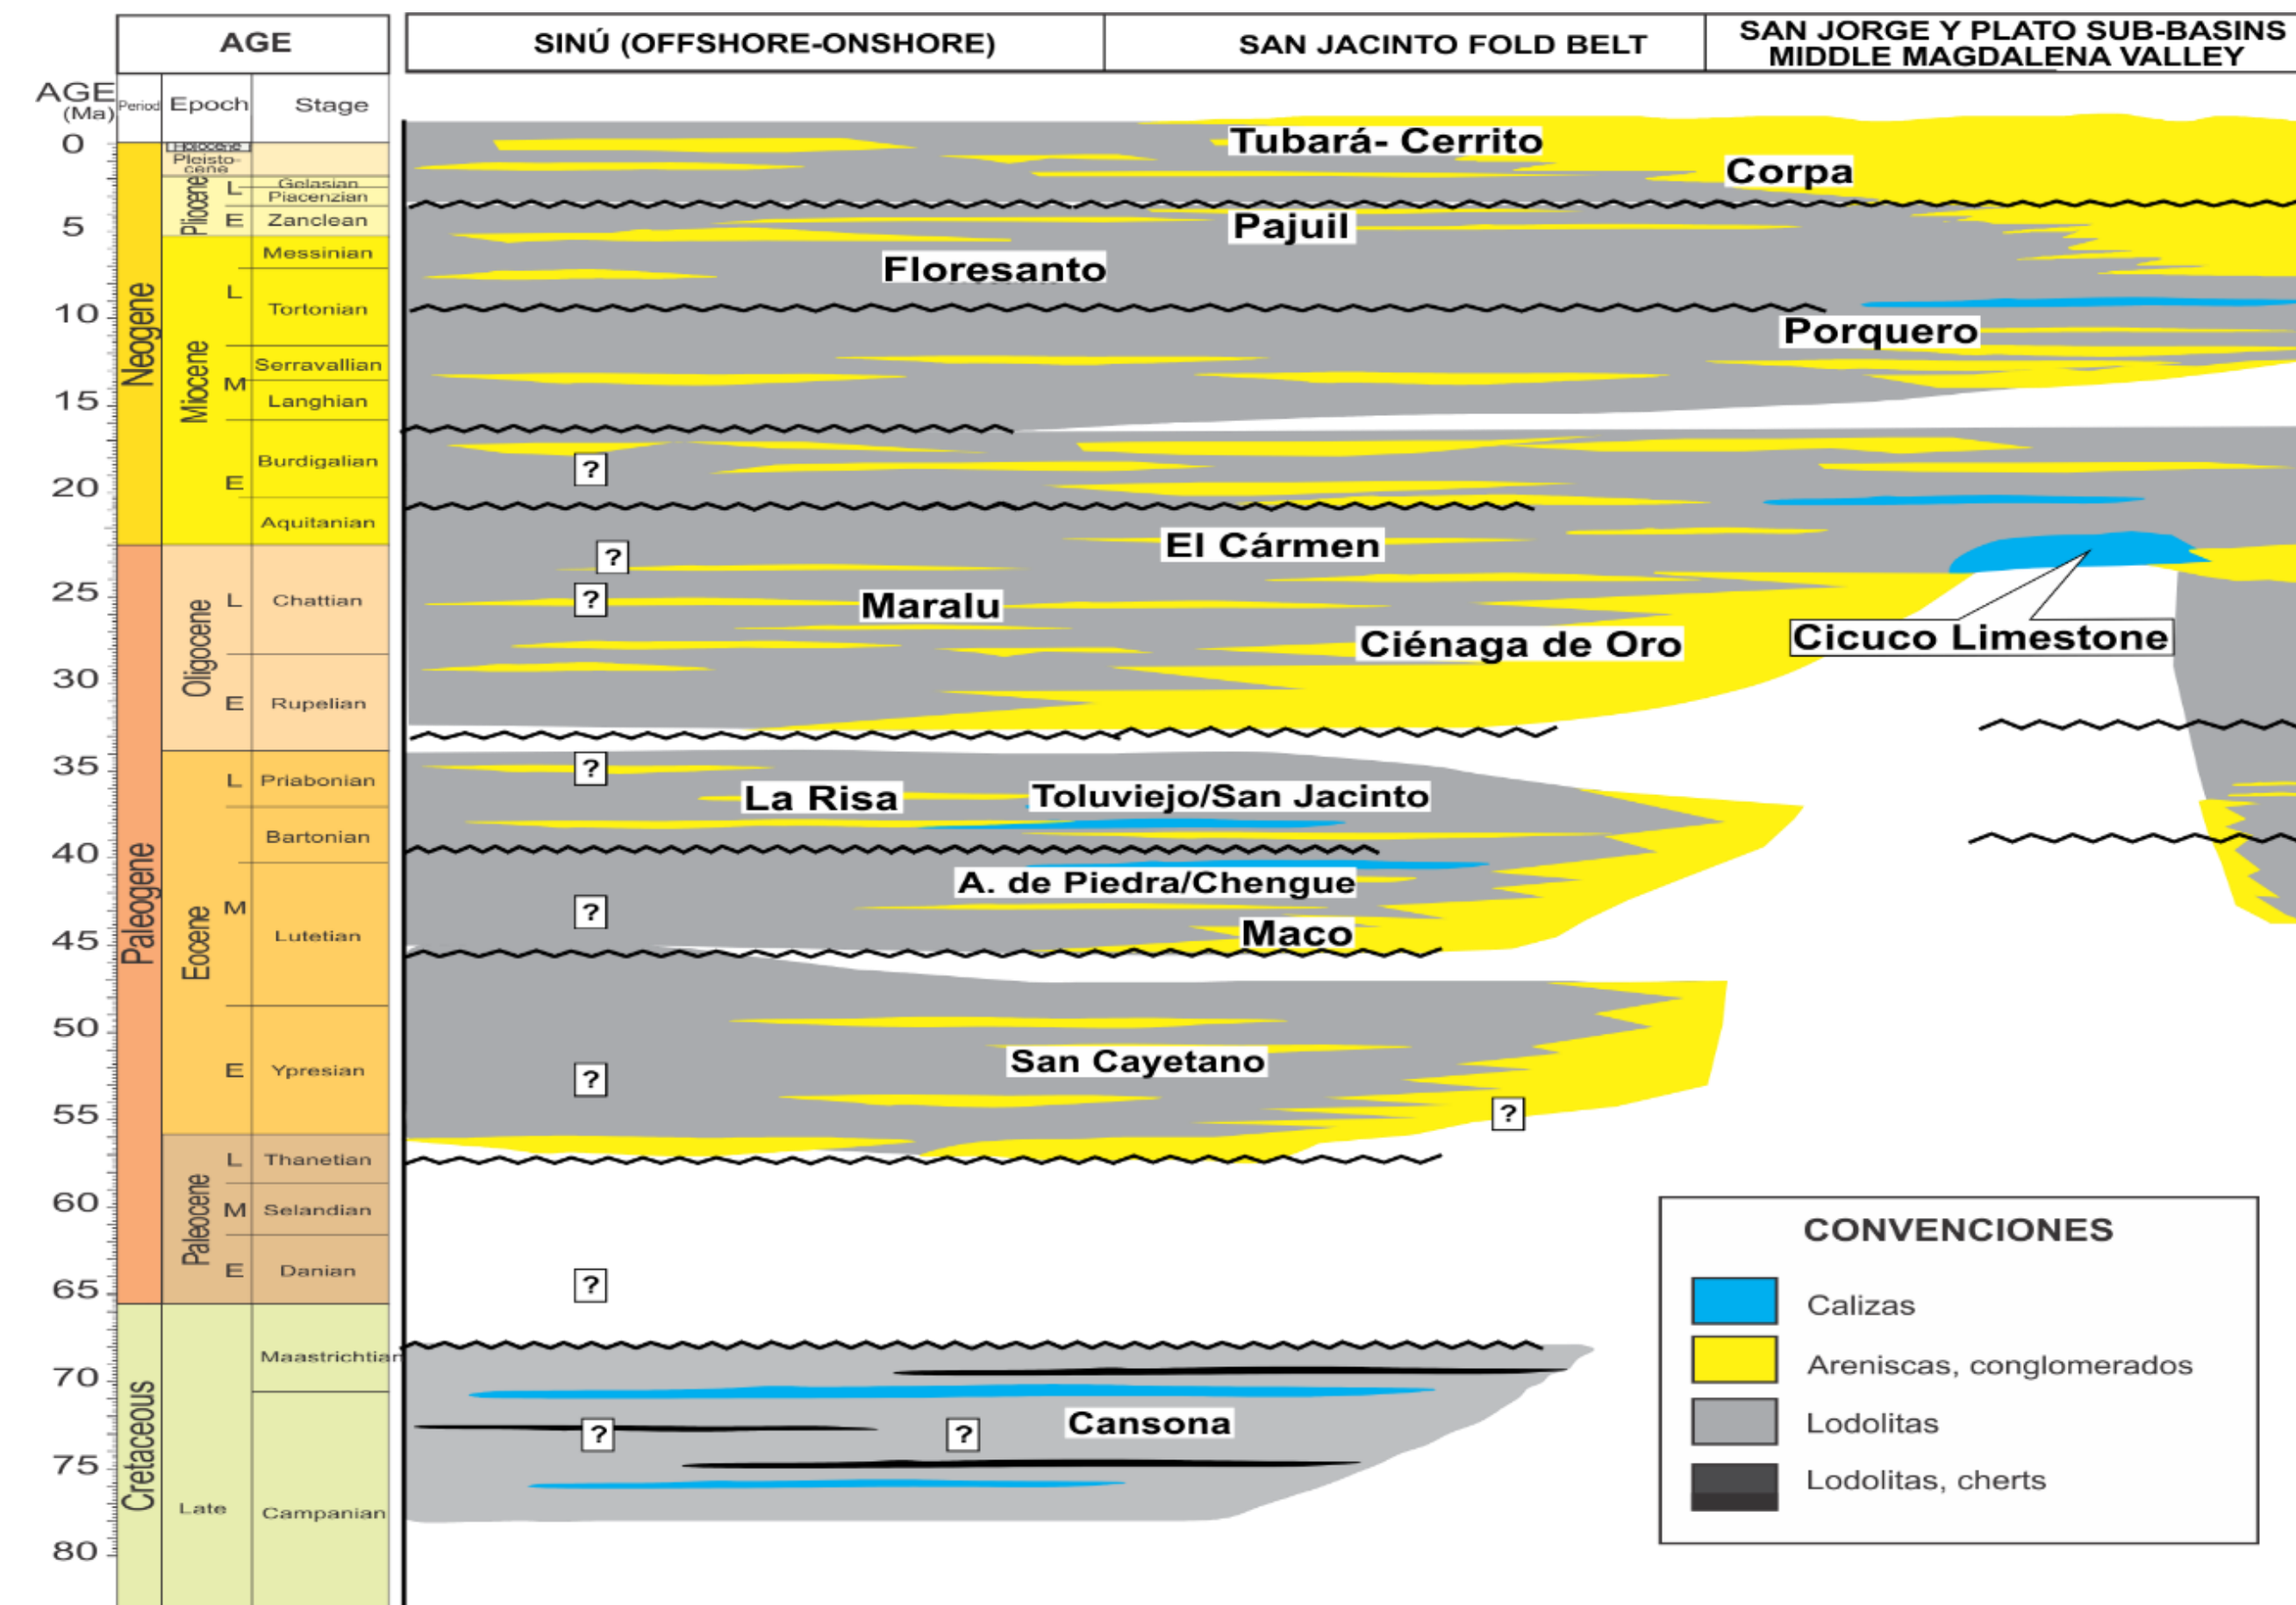 AGE
SINÚ (OFFSHORE-ONSHORE)
SAN JACINTO FOLD BELT
SAN JORGE Y PLATO SUB-BASINS
MIDDLE MAGDALENA VALLEY
AGE
(Ma)
Period
Epoch
Stage
0
5
10
15
20
25
30
35
40
45
50
55
60
65
70
75
80
Neogene
Paleogene
Cretaceous
Holocene
Pleisto-
cene
Pliocene
L
E
Miocene
L
M
E
Oligocene
L
E
Eocene
L
M
E
Paleocene
L
M
E
Late
Gelasian
Piacenzian
Zanclean
Messinian
Tortonian
Serravallian
Langhian
Burdigalian
Aquitanian
Chattian
Rupelian
Priabonian
Bartonian
Lutetian
Ypresian
Thanetian
Selandian
Danian
Maastrichtian
Campanian
Tubará- Cerrito
Corpa
Pajuil
Floresanto
Porquero
?
El Cármen
?
?
Maralu
Ciénaga de Oro
Cicuco Limestone
?
La Risa
Toluviejo/San Jacinto
A. de Piedra/Chengue
?
Maco
San Cayetano
?
?
?
Cansona
?
?
CONVENCIONES
Calizas
Areniscas, conglomerados
Lodolitas
Lodolitas, cherts